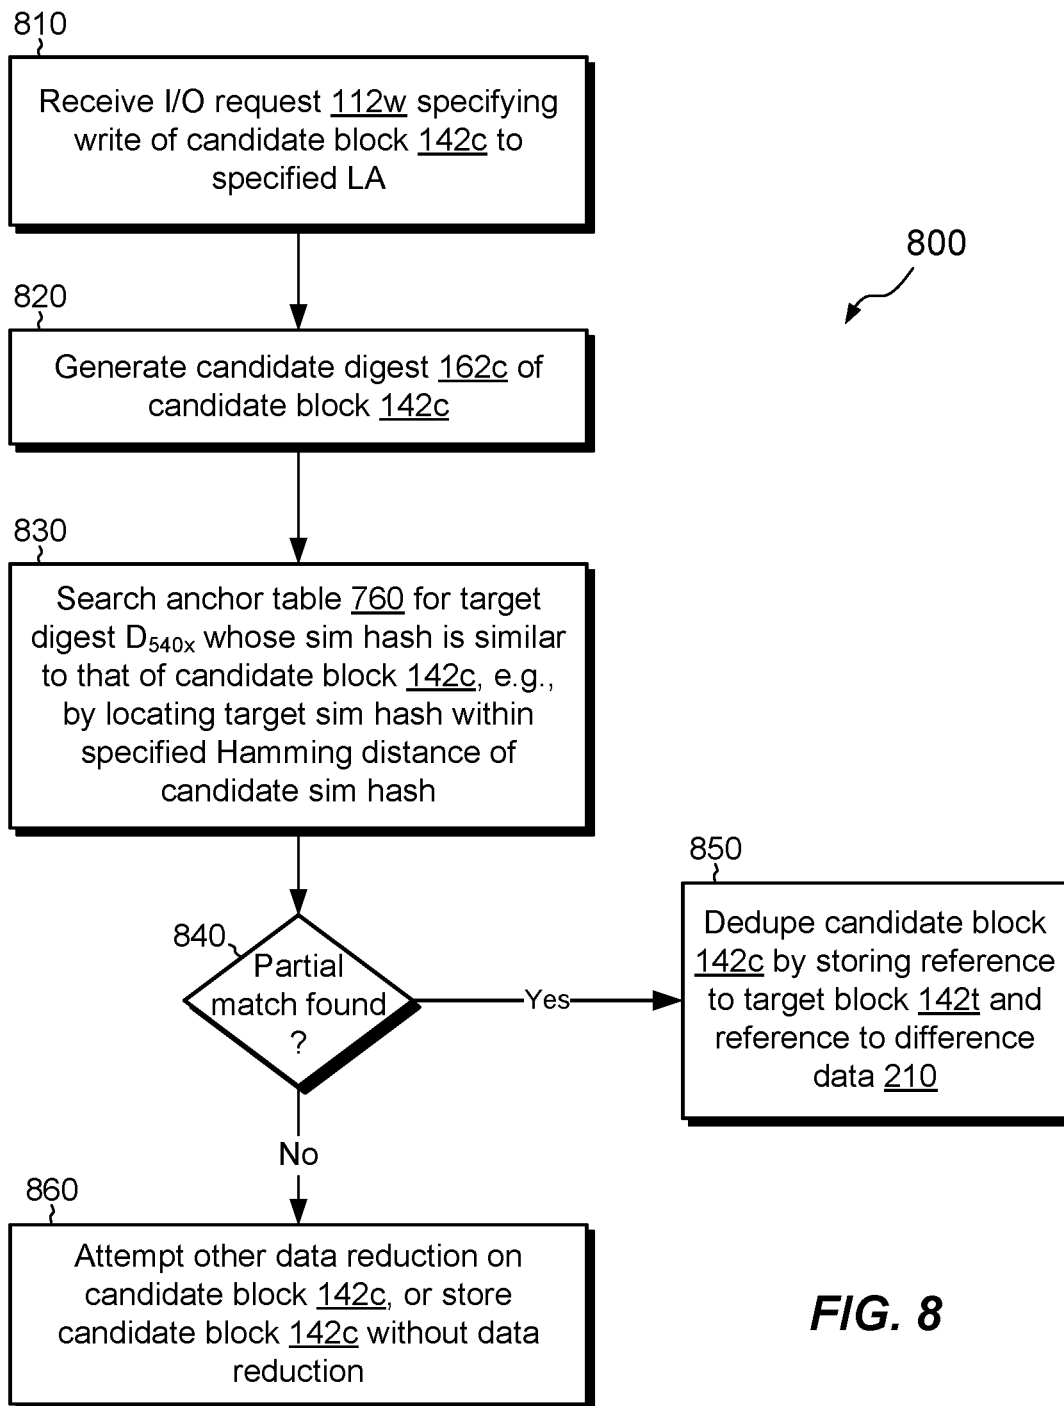 810
Receive I/O request 112w specifying
write of candidate block 142c to
specified LA
800
820
Generate candidate digest 162c of
candidate block 142c
830
Search anchor table 760 for target
digest D540x whose sim hash is similar
to that of candidate block 142c, e.g.,
by locating target sim hash within
specified Hamming distance of
candidate sim hash
840
Partial
match found
?
Yes
850
Dedupe candidate block
142c by storing reference
to target block 142t and
reference to difference
data 210
No
860
Attempt other data reduction on
candidate block 142c, or store
candidate block 142c without data
reduction
FIG. 8